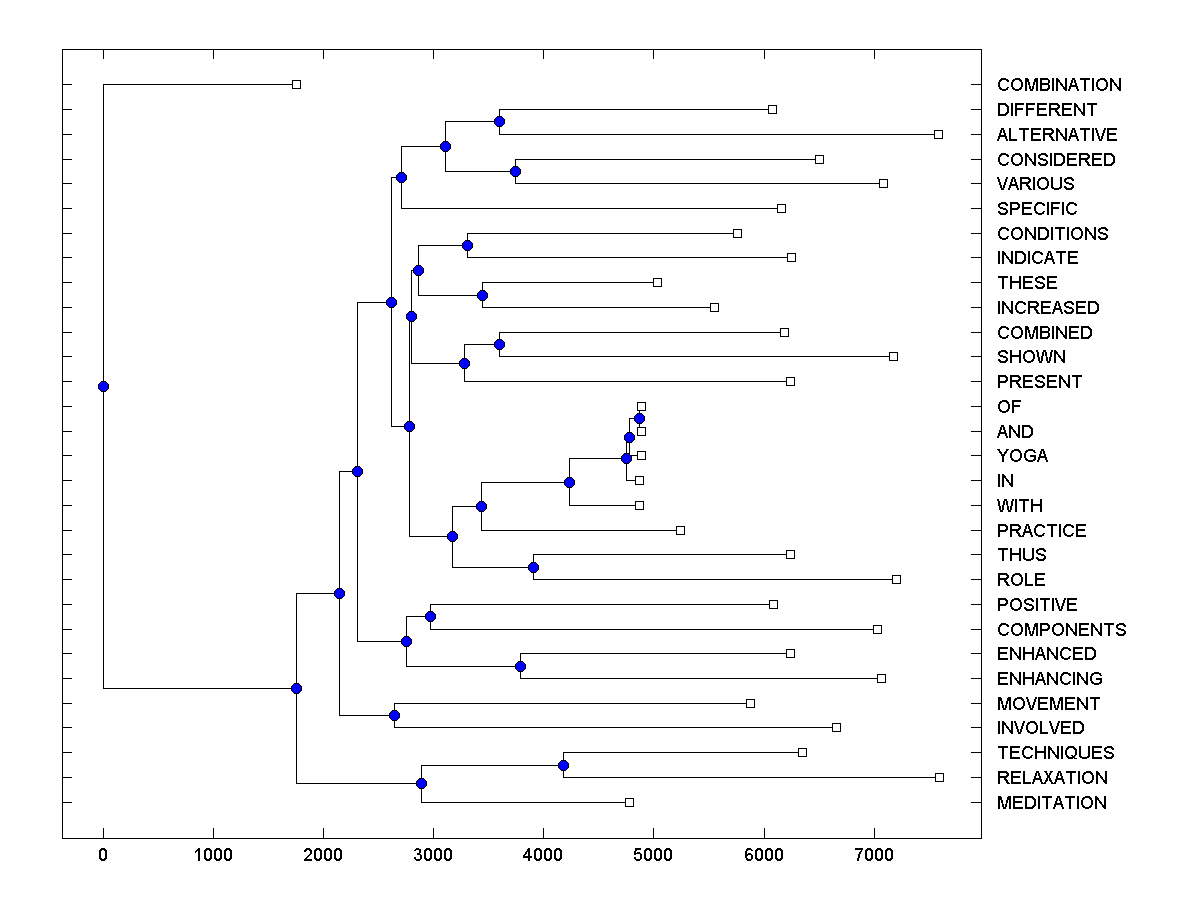 COMBINATION
DIFFERENT
ALTERNATIVE
CONSIDERED
VARIOUS
SPECIFIC
CONDITIONS
INDICATE
THESE
INCREASED
COMBINED
SHOWN
PRESENT
OF
AND
YOGA
IN
WITH
PRACTICE
THUS
ROLE
POSITIVE
COMPONENTS
ENHANCED
ENHANCING
MOVEMENT
INVOLVED
TECHNIQUES
RELAXATION
MEDITATION
0 1000 2000 3000 4000 5000 6000 7000